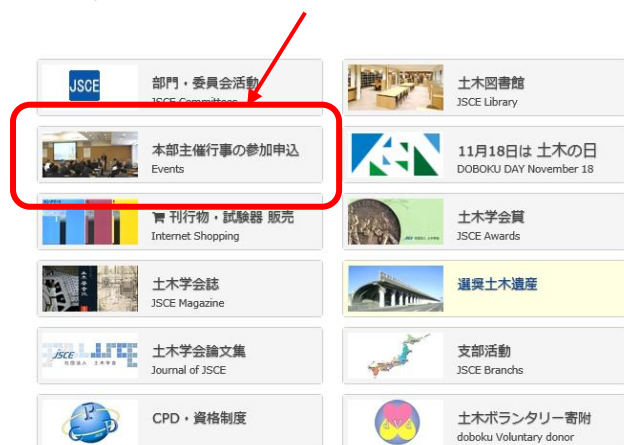 JSCE
部門・委員会活動
JSCE Committees
土木図書館
JSCE Library
本部主催行事の参加申込
Events
11月18日は 土木の日
DOBOKU DAY November 18
刊行物・試験器 販売
Internet Shopping
土木学会賞
JSCE Awards
土木学会誌
JSCE Magazine
選奨土木遺産
JSCE
土木学会論文集
Journal of JSCE
支部活動
JSCE Branchs
CPD・資格制度
土木ボランタリー寄附
doboku Voluntary donor